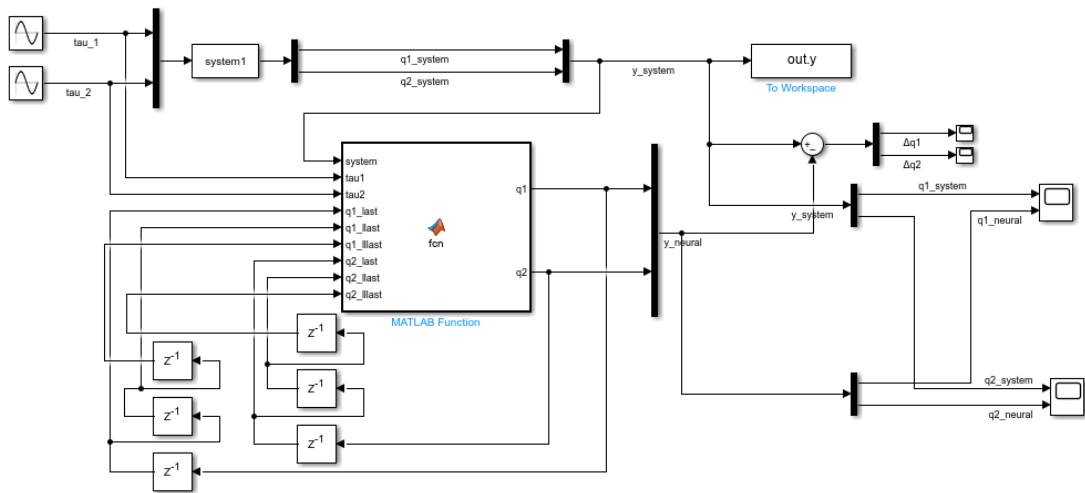 tau_1
tau_2
system1
q1_system
q2_system
y_system
out.y
To Workspace
system
tau1
tau2
q1_last
q1_llast
q1_lllast
q2_last
q2_llast
q2_lllast
fcn
q1
q2
MATLAB Function
y_neural
+
−
Δq1
Δq2
y_system
q1_system
q1_neural
q2_system
q2_neural
z-1
z-1
z-1
z-1
z-1
z-1